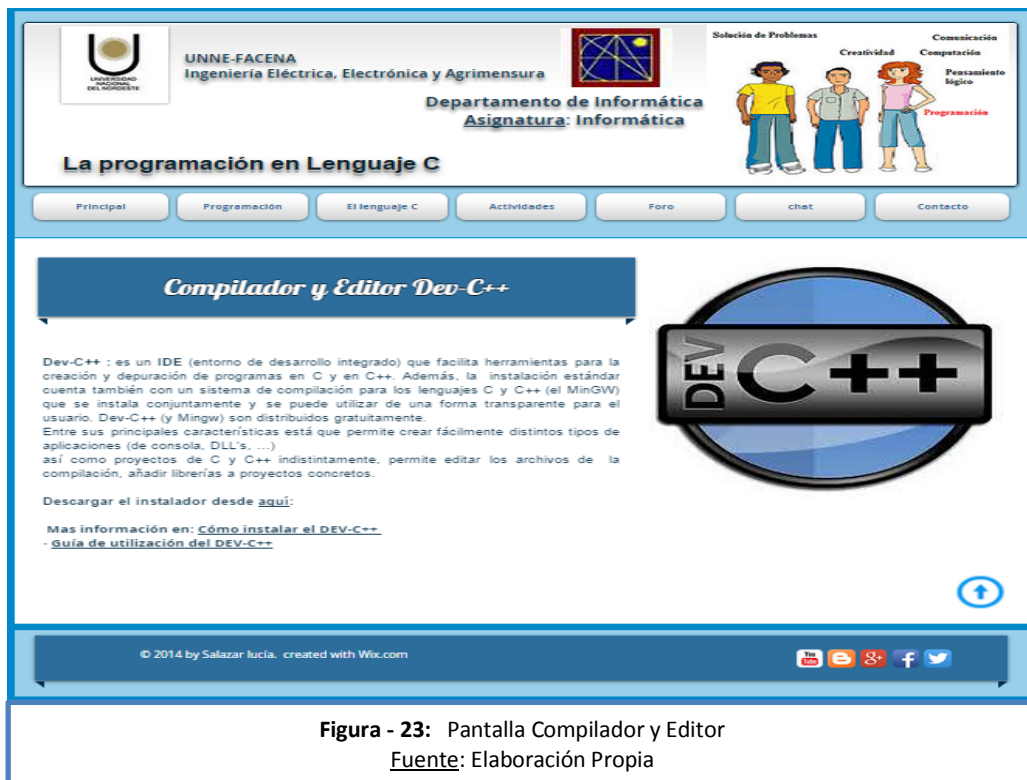 UNIVERSIDAD
NACIONAL
DEL NORDESTE
UNNE-FACENA
Ingeniería Eléctrica, Electrónica y Agrimensura
Departamento de Informática
Asignatura: Informática
La programación en Lenguaje C
Solución de Problemas
Comunicación
Creatividad
Computación
Pensamiento
lógico
Programación
Principal
Programación
El lenguaje C
Actividades
Foro
chat
Contacto
Compilador y Editor Dev-C++
DEV
C++
Dev-C++ : es un IDE (entorno de desarrollo integrado) que facilita herramientas para la
creación y depuración de programas en C y en C++. Además, la instalación estándar
cuenta también con un sistema de compilación para los lenguajes C y C++ (el MinGW)
que se instala conjuntamente y se puede utilizar de una forma transparente para el
usuario. Dev-C++ (y Mingw) son distribuidos gratuitamente.
Entre sus principales características está que permite crear fácilmente distintos tipos de
aplicaciones (de consola, DLL's, ...)
así como proyectos de C y C++ indistintamente, permite editar los archivos de la
compilación, añadir librerías a proyectos concretos.
Descargar el instalador desde aquí:
Mas información en: Cómo instalar el DEV-C++
- Guía de utilización del DEV-C++
© 2014 by Salazar lucía. created with Wix.com
You
Tube
8+
f
Figura - 23: Pantalla Compilador y Editor
Fuente: Elaboración Propia